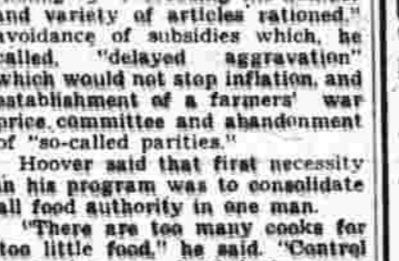 and variety of articles rationed,"
avoidance of subsidies which, he
called, "delayed aggravation"
which would not stop inflation, and
establishment of a farmers' war
price committee and abandonment
of "so-called parities."
Hoover said that first necessity
in his program was to consolidate
all food authority in one man.
"There are too many cooks for
too little food," he said. "Control